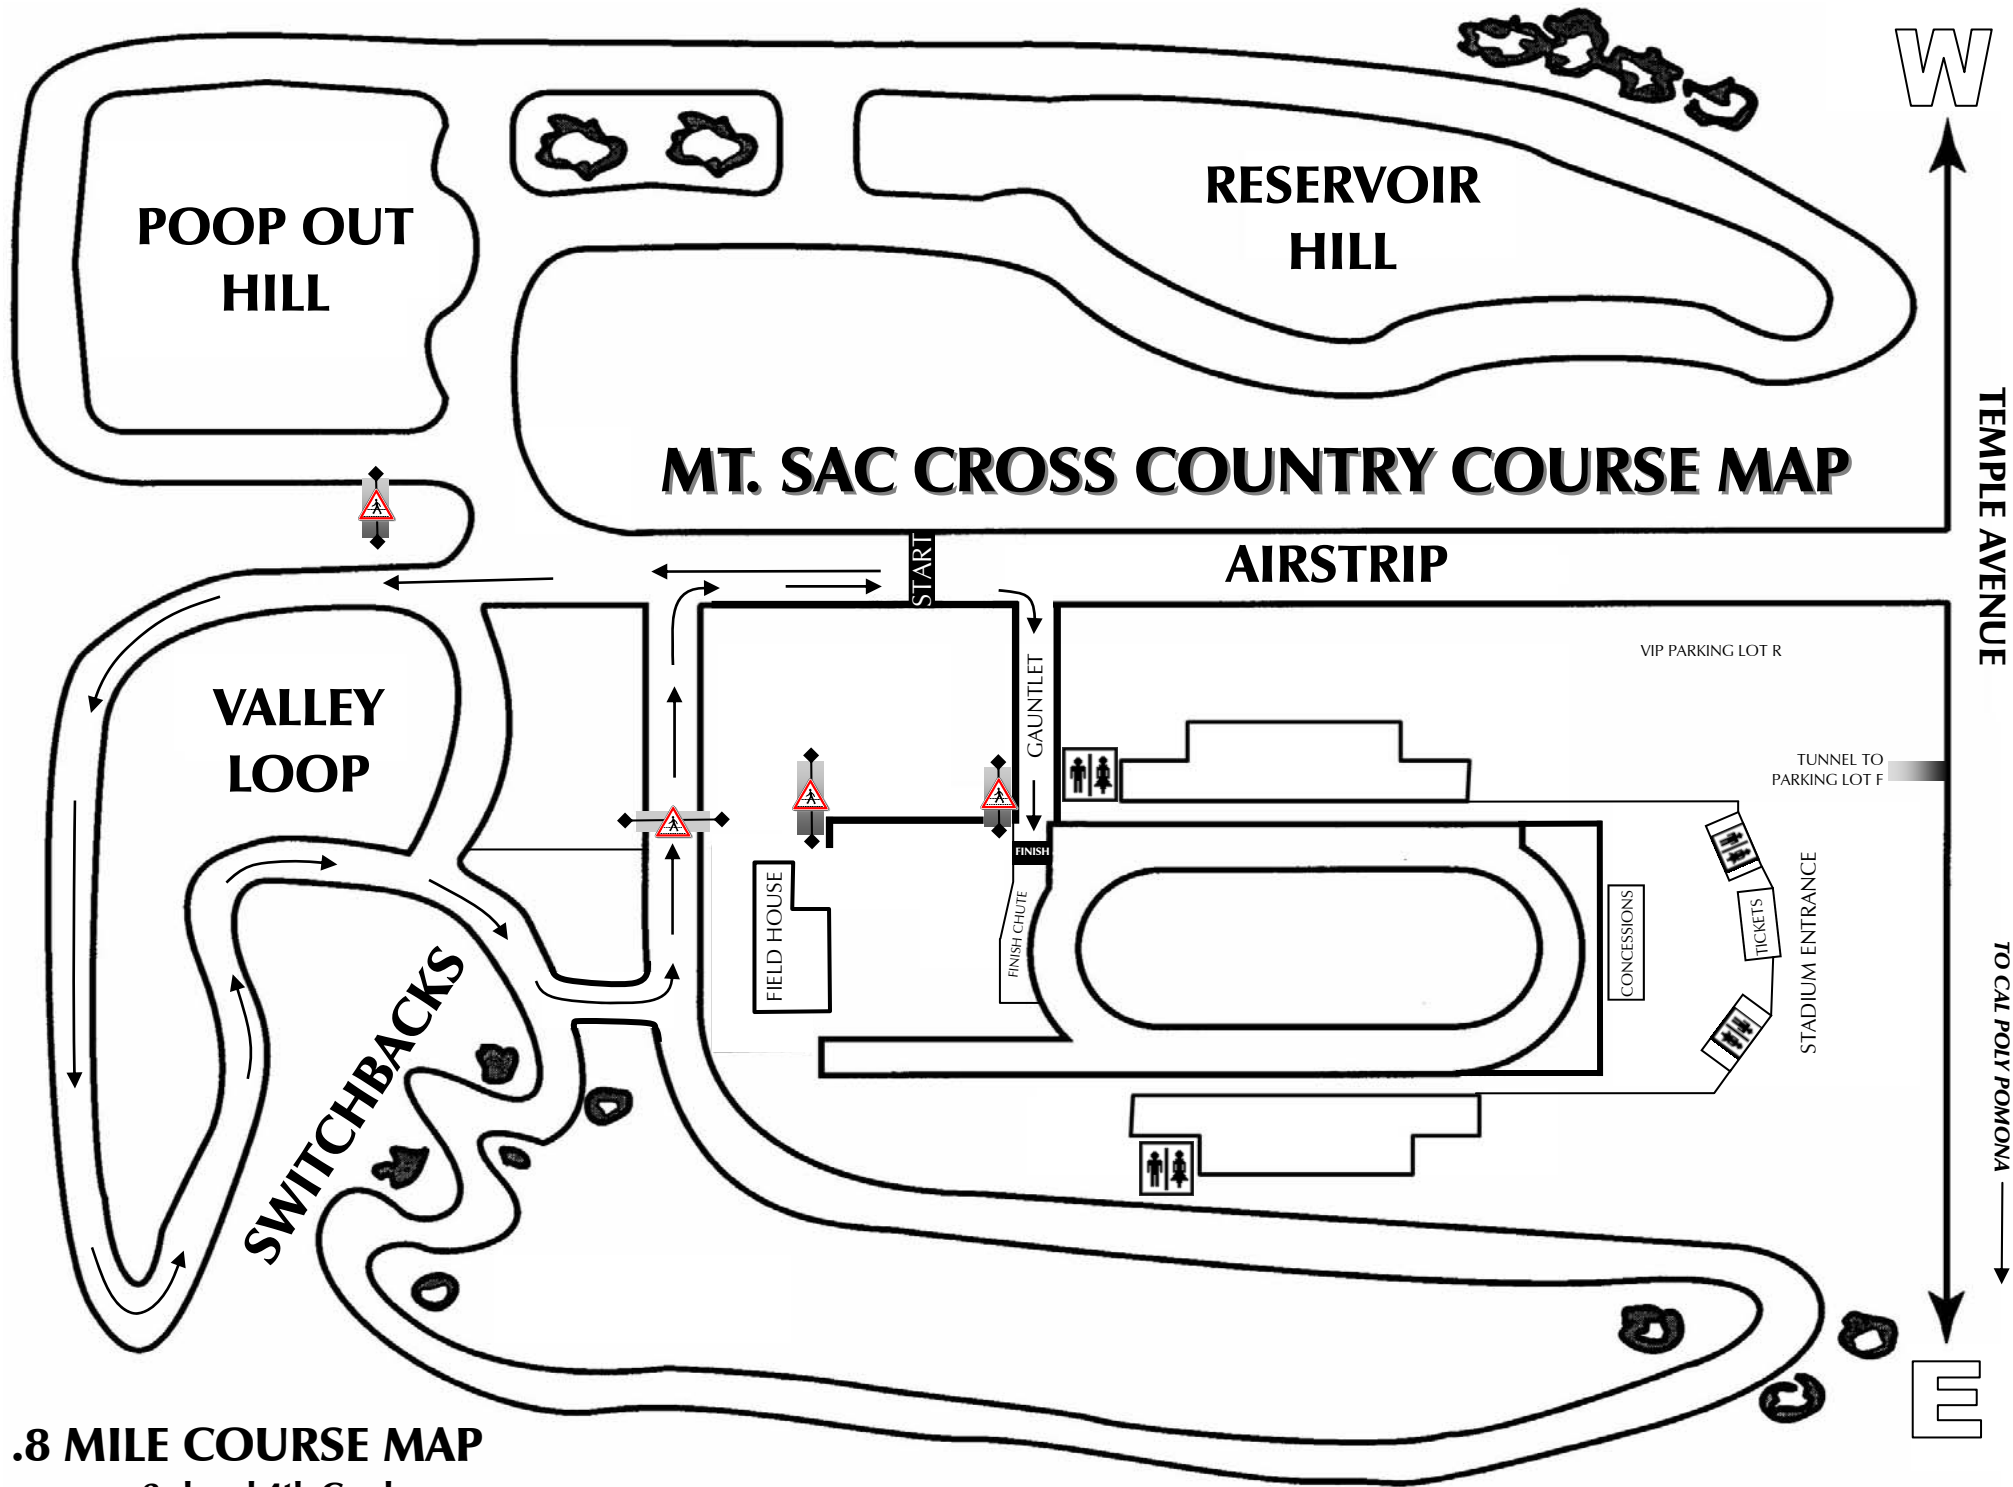 W
POOP OUT
HILL
RESERVOIR
HILL
MT. SAC CROSS COUNTRY COURSE MAP
TEMPLE AVENUE
START
AIRSTRIP
VALLEY
LOOP
GAUNTLET
VIP PARKING LOT R
TUNNEL TO
PARKING LOT F
FINISH
FIELD HOUSE
FINISH CHUTE
CONCESSIONS
TICKETS
STADIUM ENTRANCE
TO CAL POLY POMONA
SWITCHBACKS
E
.8 MILE COURSE MAP